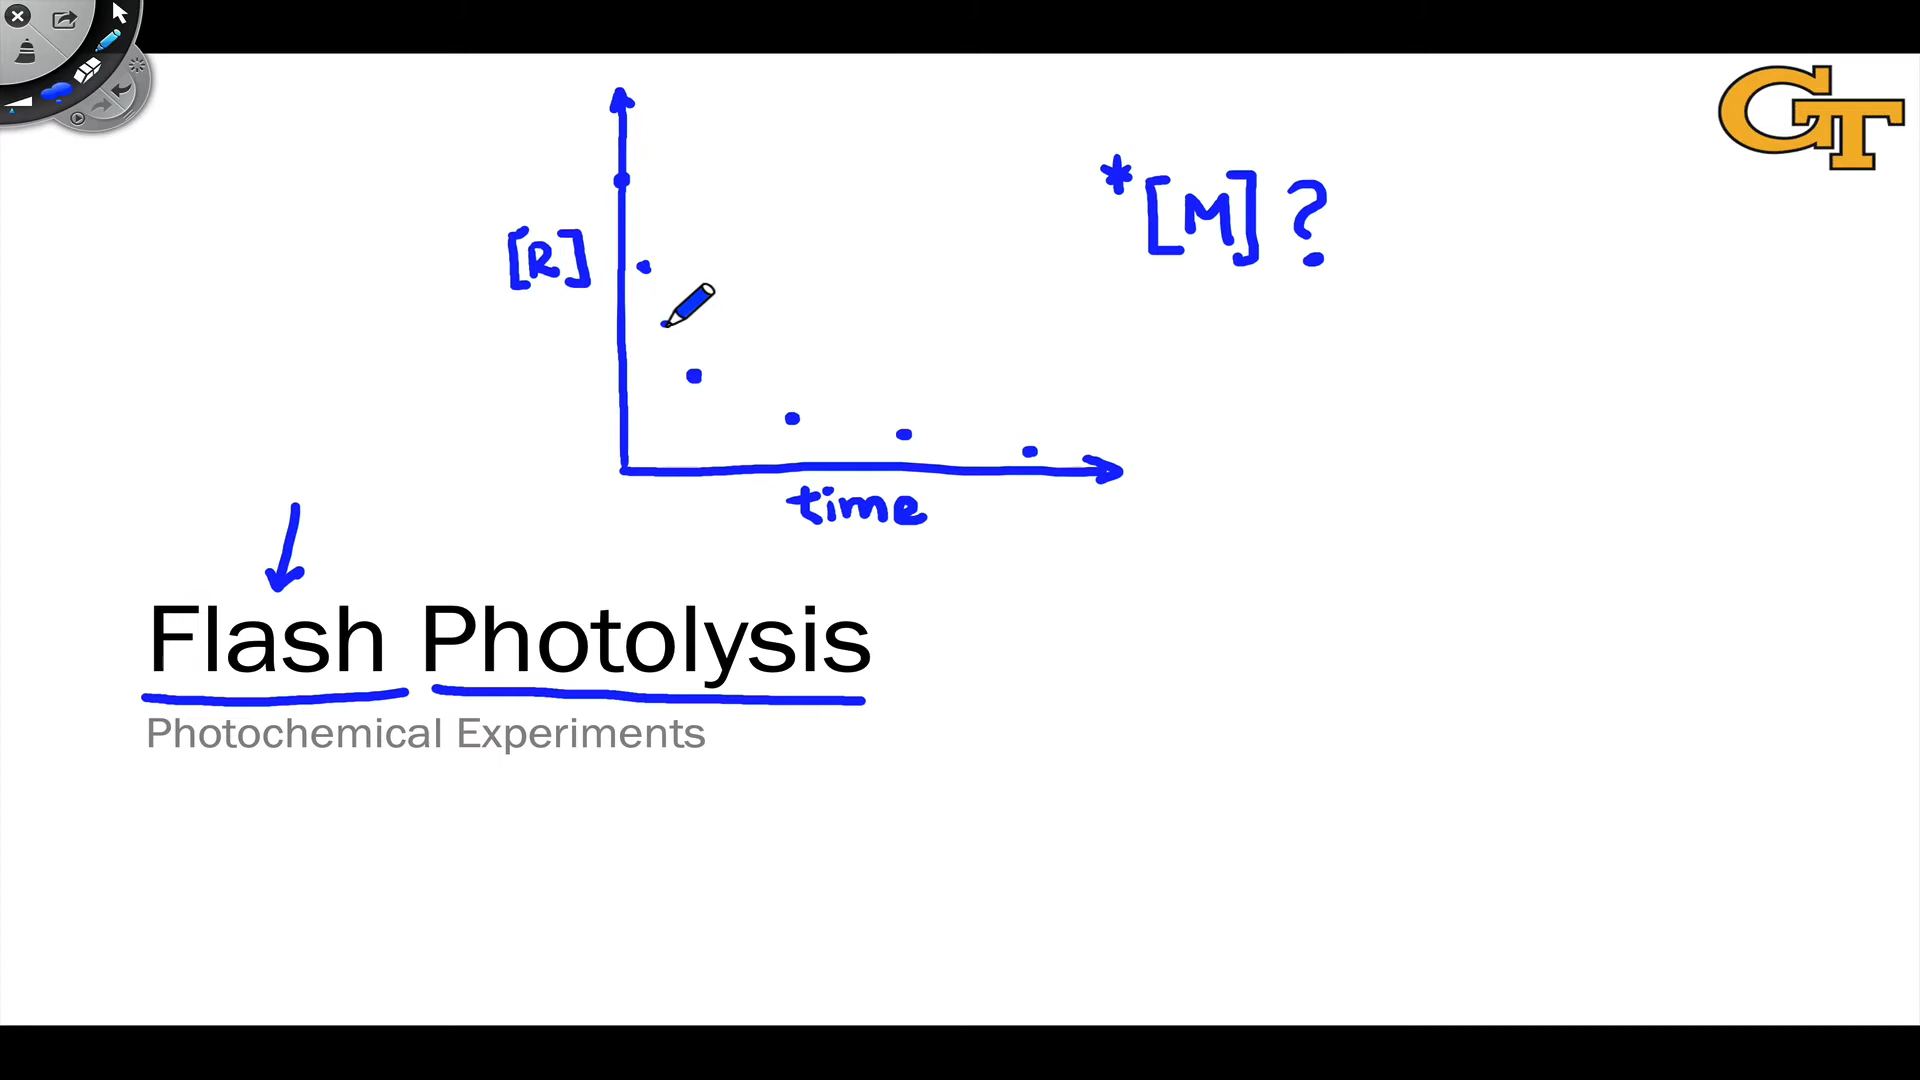 GT
*[M]?
[R]
time
Flash Photolysis
Photochemical Experiments